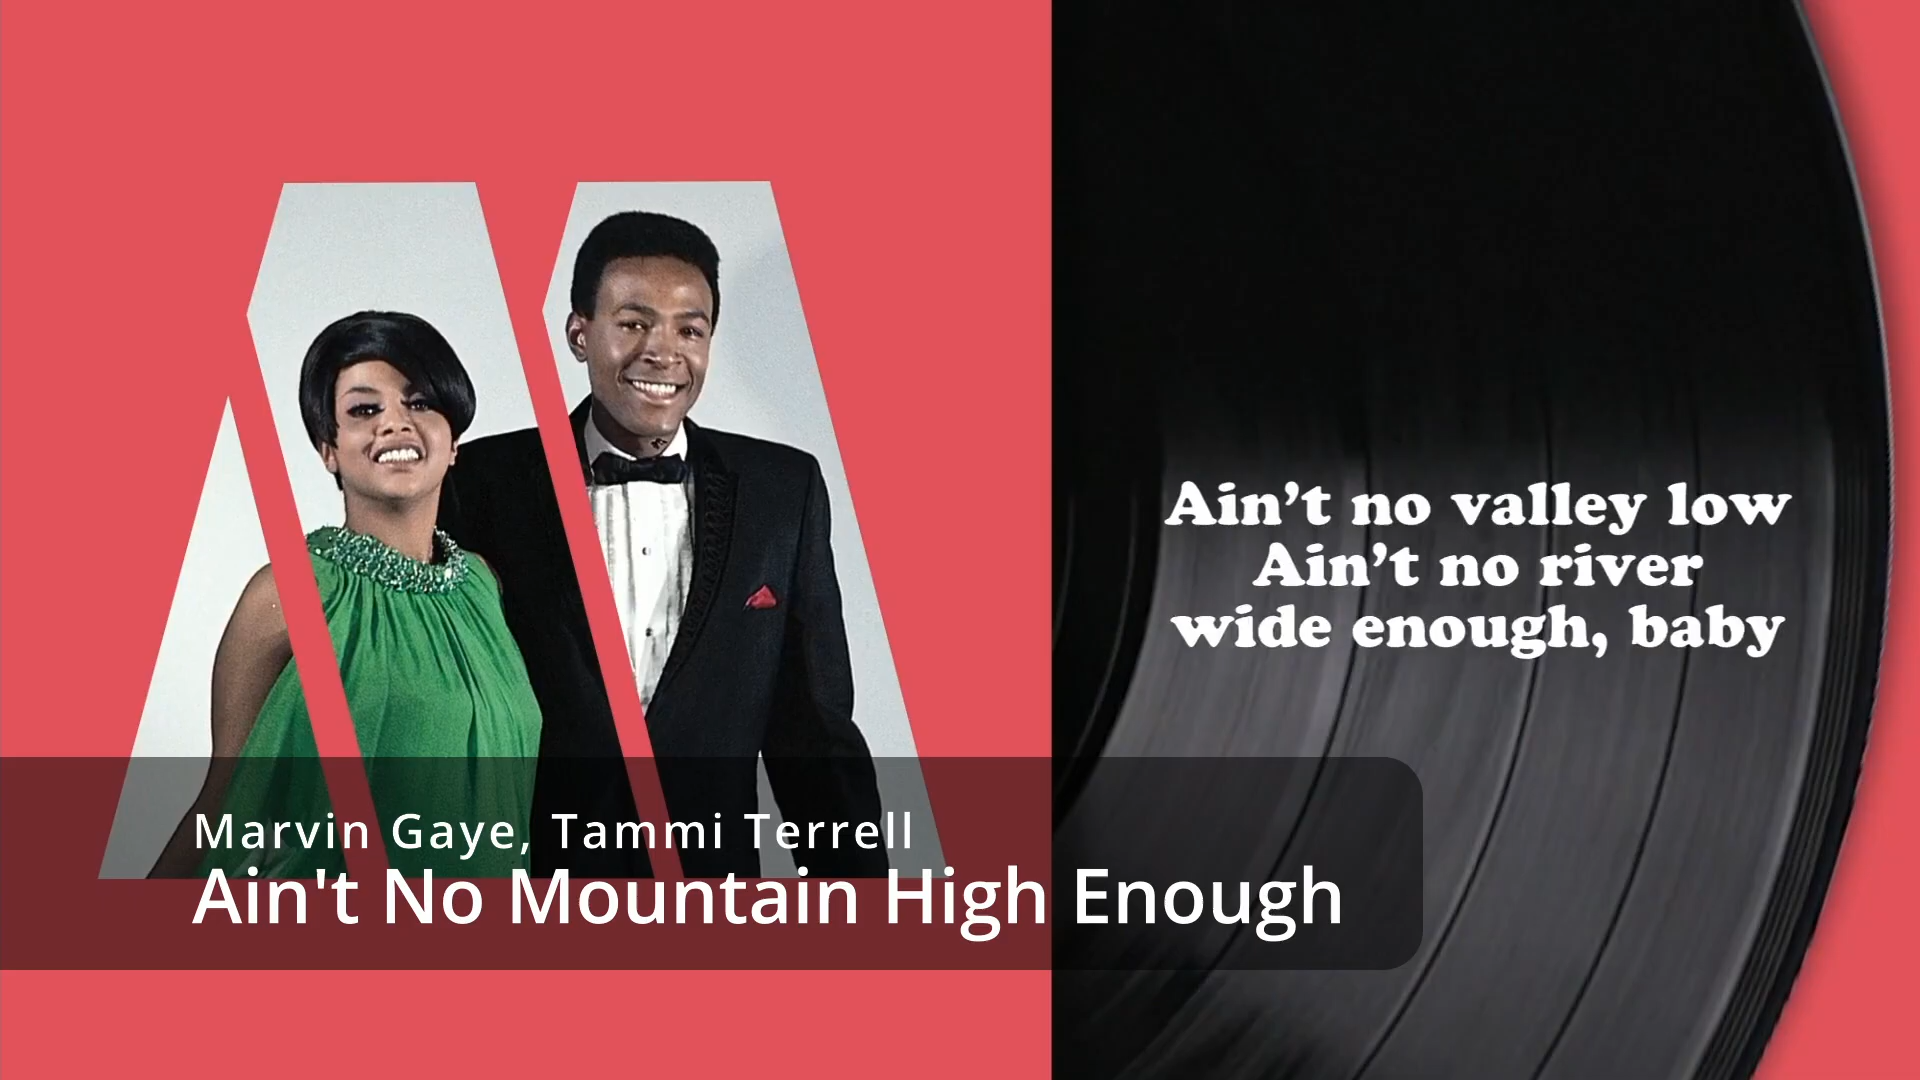 Ain’t no valley low
Ain’t no river
wide enough, baby
Marvin Gaye, Tammi Terrell
Ain't No Mountain High Enough